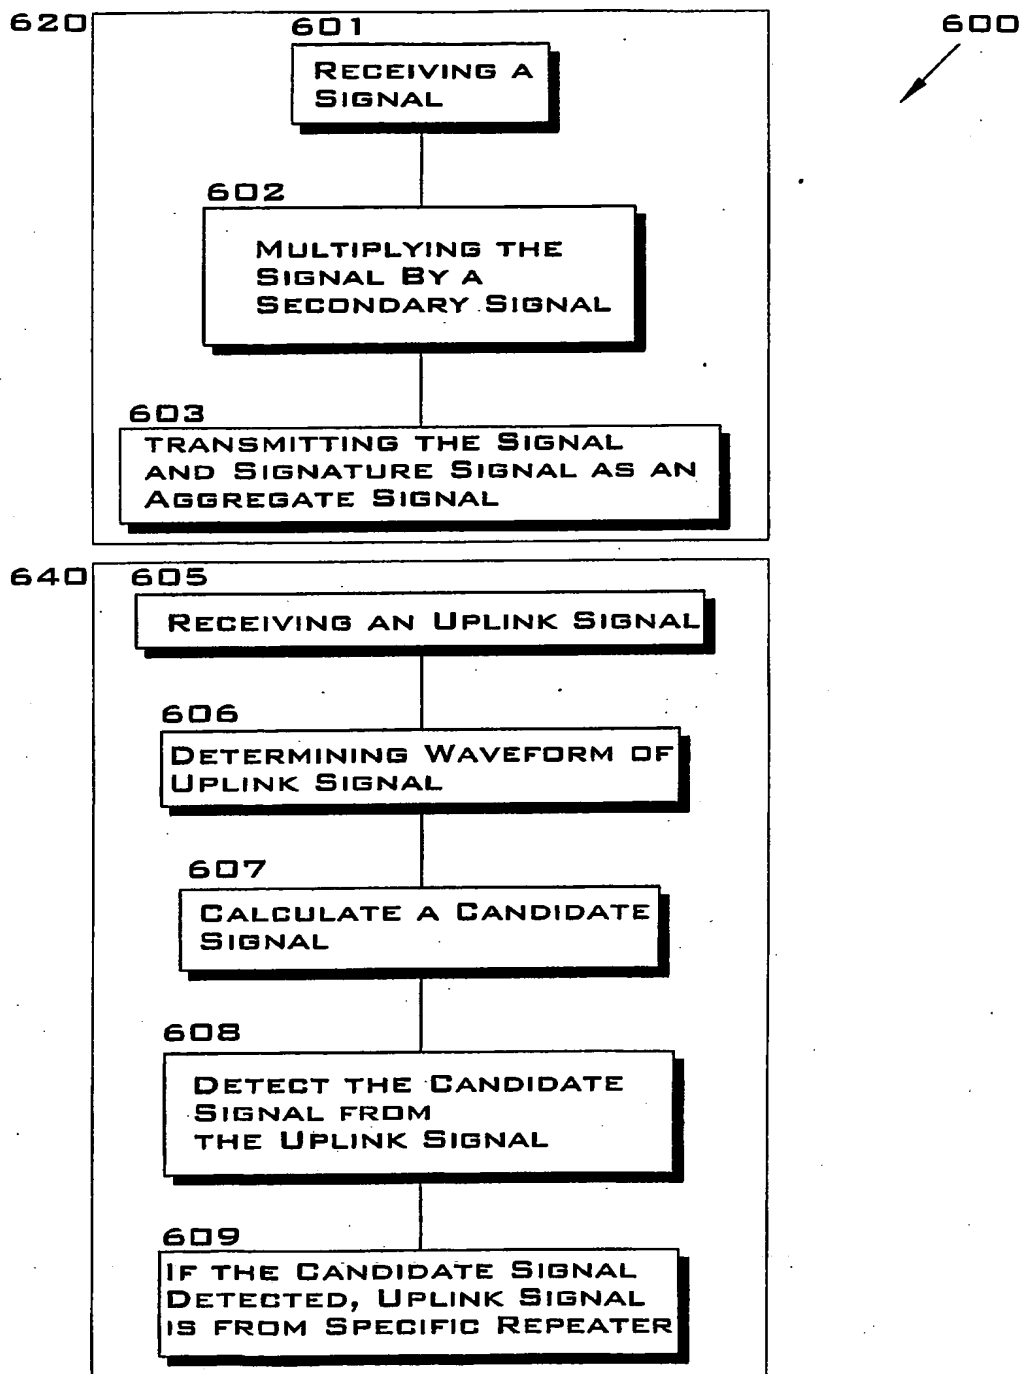 620
600
601
RECEIVING A
SIGNAL
602
MULTIPLYING THE
SIGNAL BY A
SECONDARY SIGNAL
603
TRANSMITTING THE SIGNAL
AND SIGNATURE SIGNAL AS AN
AGGREGATE SIGNAL
640
605
RECEIVING AN UPLINK SIGNAL
606
DETERMINING WAVEFORM OF
UPLINK SIGNAL
607
CALCULATE A CANDIDATE
SIGNAL
608
DETECT THE CANDIDATE
SIGNAL FROM
THE UPLINK SIGNAL
609
IF THE CANDIDATE SIGNAL
DETECTED, UPLINK SIGNAL
IS FROM SPECIFIC REPEATER